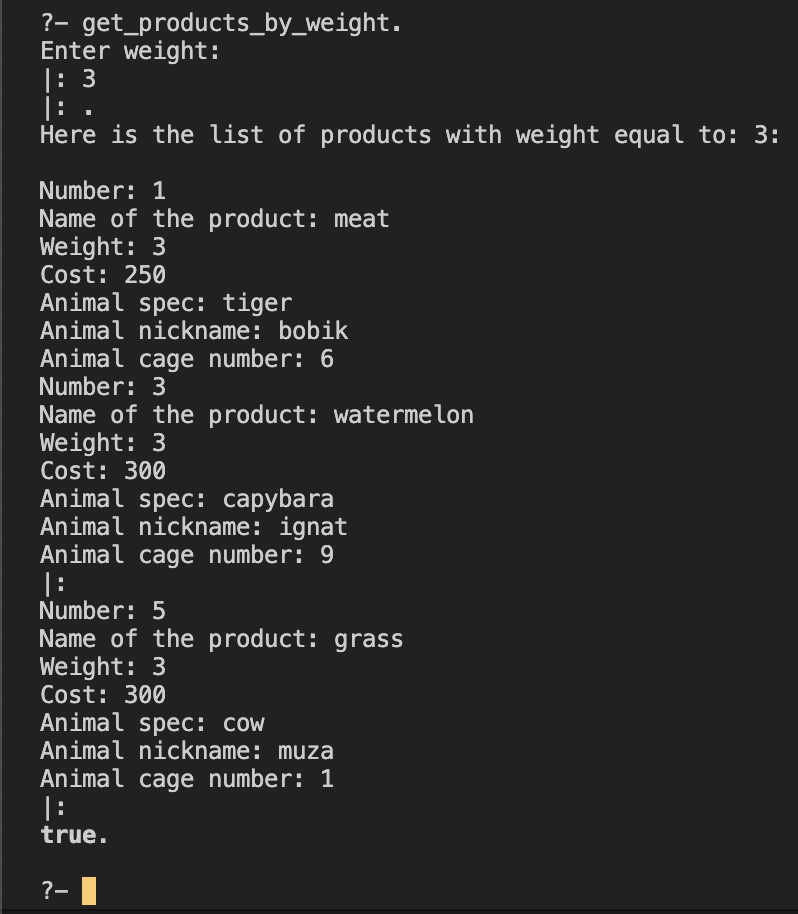 ?- get_products_by_weight.
Enter weight:
|: 3
|: .
Here is the list of products with weight equal to: 3:
Number: 1
Name of the product: meat
Weight: 3
Cost: 250
Animal spec: tiger
Animal nickname: bobik
Animal cage number: 6
Number: 3
Name of the product: watermelon
Weight: 3
Cost: 300
Animal spec: capybara
Animal nickname: ignat
Animal cage number: 9
|:
Number: 5
Name of the product: grass
Weight: 3
Cost: 300
Animal spec: cow
Animal nickname: muza
Animal cage number: 1
|:
true.
?-